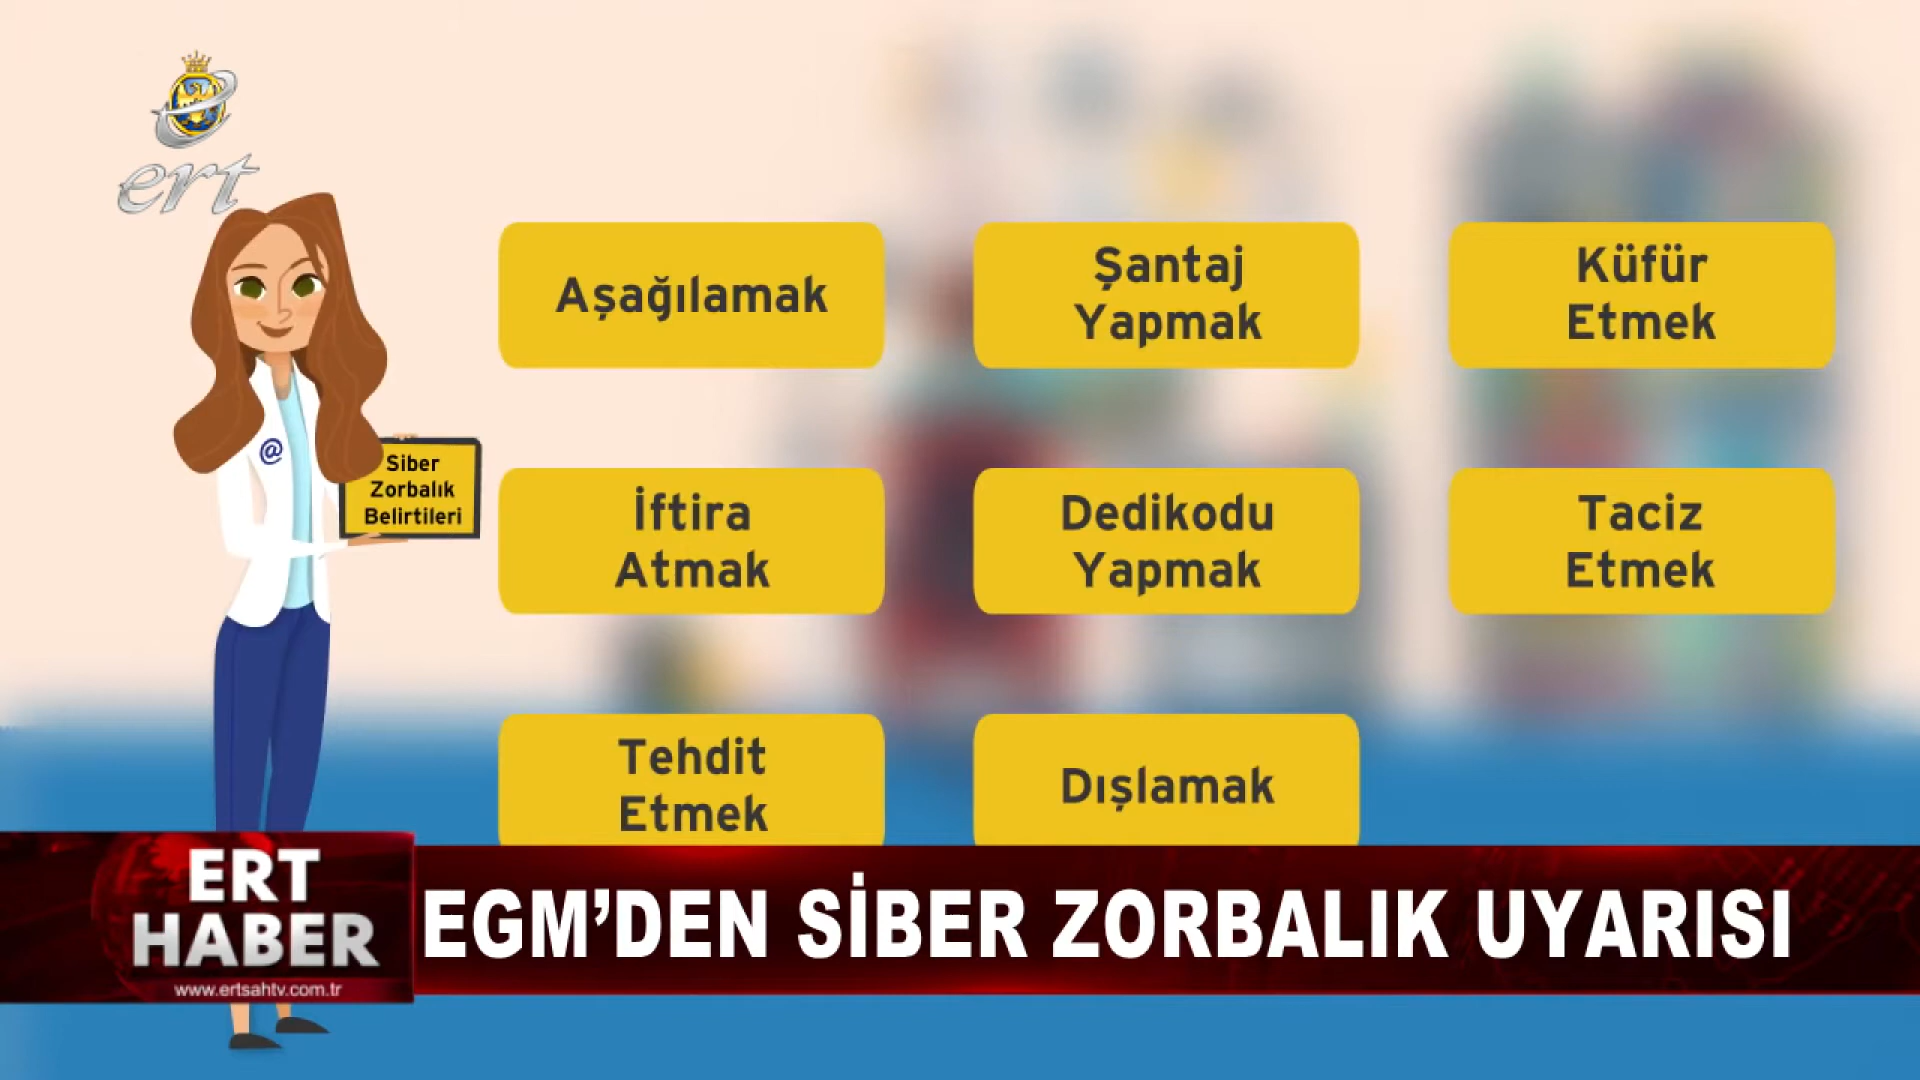 ert
Aşağılamak
Şantaj
Yapmak
Küfür
Etmek
@
Siber
Zorbalık
Belirtileri
İftira
Atmak
Dedikodu
Yapmak
Taciz
Etmek
Tehdit
Etmek
Dışlamak
ERT
HABER
www.ertsahtv.com.tr
EGM’DEN SİBER ZORBALIK UYARISI